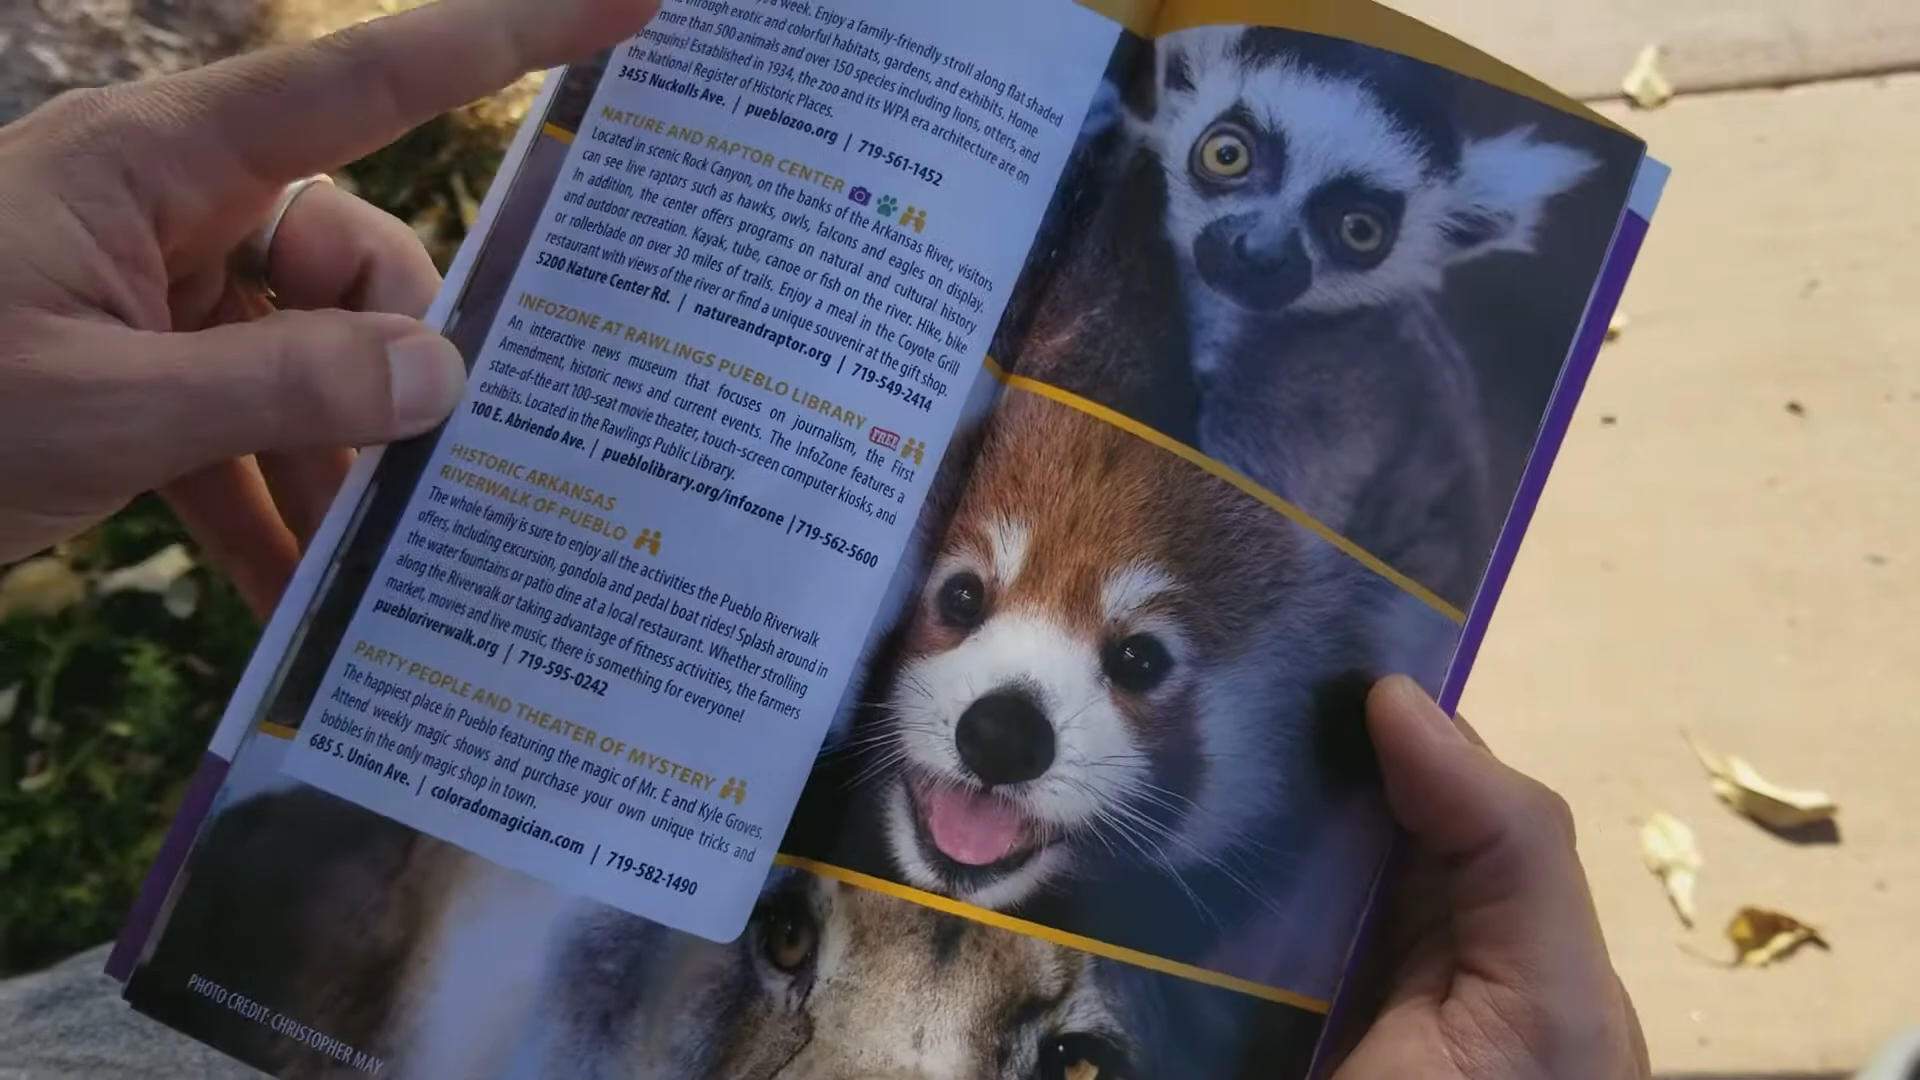 week. Enjoy a family-friendly stroll along flat shaded
through exotic and colorful habitats, gardens, and exhibits. Home
more than 500 animals and over 150 species including lions, otters, and
penguins! Established in 1934, the zoo and its WPA era architecture are on
the National Register of Historic Places.
3455 Nuckolls Ave. | pueblozoo.org | 719-561-1452
NATURE AND RAPTOR CENTER
Located in scenic Rock Canyon, on the banks of the Arkansas River, visitors
can see live raptors such as hawks, owls, falcons and eagles on display.
In addition, the center offers programs on natural and cultural history
and outdoor recreation. Kayak, tube, canoe or fish on the river. Hike, bike
or rollerblade on over 30 miles of trails. Enjoy a meal in the Coyote Grill
restaurant with views of the river or find a unique souvenir at the gift shop.
5200 Nature Center Rd. | natureandraptor.org | 719-549-2414
INFOZONE AT RAWLINGS PUEBLO LIBRARY FREE
An interactive news museum that focuses on journalism, the First
Amendment, historic news and current events. The InfoZone features a
state-of-the art 100-seat movie theater, touch-screen computer kiosks, and
exhibits. Located in the Rawlings Public Library.
100 E. Abriendo Ave. | pueblolibrary.org/infozone | 719-562-5600
HISTORIC ARKANSAS
RIVERWALK OF PUEBLO
The whole family is sure to enjoy all the activities the Pueblo Riverwalk
offers, including excursion, gondola and pedal boat rides! Splash around in
the water fountains or patio dine at a local restaurant. Whether strolling
along the Riverwalk or taking advantage of fitness activities, the farmers
market, movies and live music, there is something for everyone!
puebloriverwalk.org | 719-595-0242
PARTY PEOPLE AND THEATER OF MYSTERY
The happiest place in Pueblo featuring the magic of Mr. E and Kyle Groves.
Attend weekly magic shows and purchase your own unique tricks and
bobbles in the only magic shop in town.
685 S. Union Ave. | coloradomagician.com | 719-582-1490
PHOTO CREDIT: CHRISTOPHER MAY